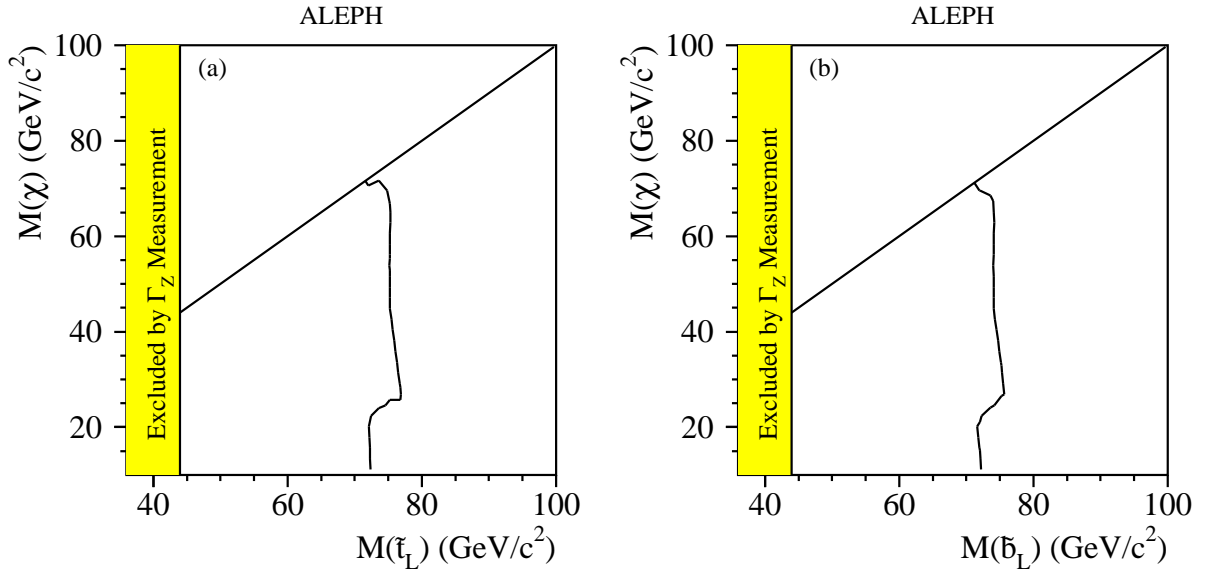 ALEPH
M(χ) (GeV/c²)
100
80
60
40
20
(a)
Excluded by Γ_Z Measurement
40
60
80
100
M(t̃_L) (GeV/c²)
ALEPH
M(χ) (GeV/c²)
100
80
60
40
20
(b)
Excluded by Γ_Z Measurement
40
60
80
100
M(b̃_L) (GeV/c²)